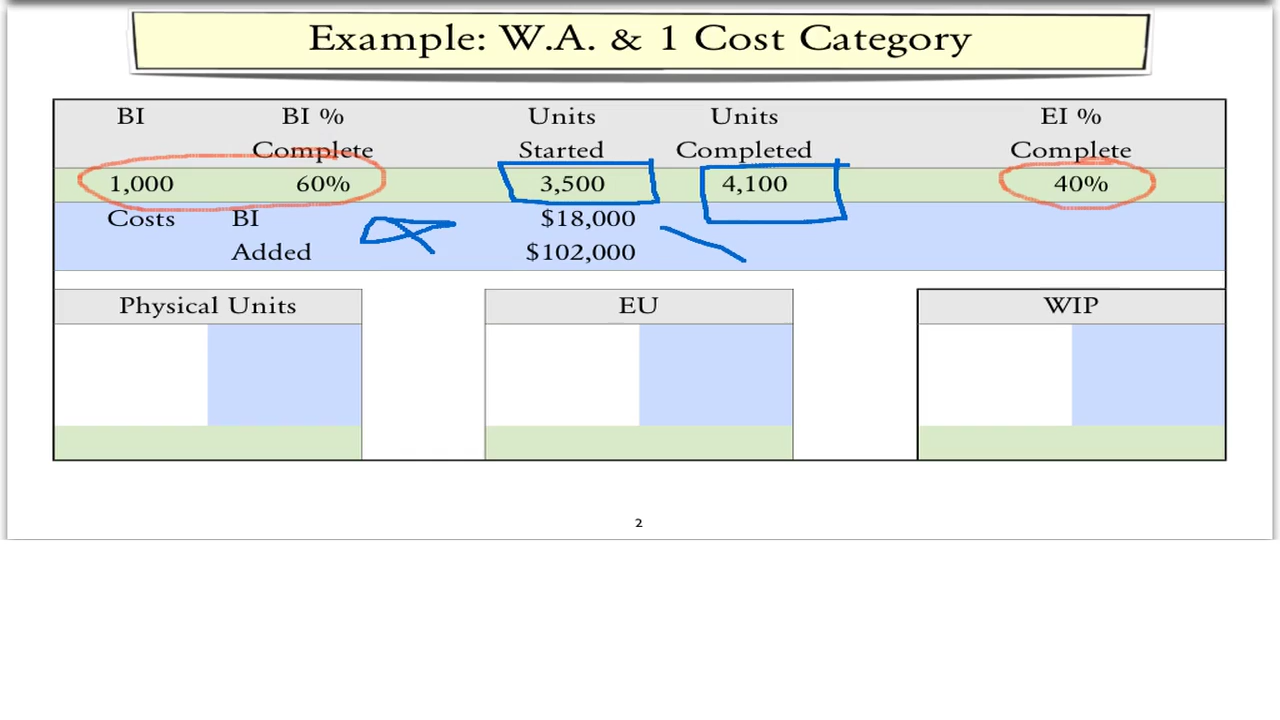 Example: W.A. & 1 Cost Category
BI BI % Units Units EI %
Complete Started Completed Complete
1,000 60% 3,500 4,100 40%
Costs BI $18,000
Added $102,000
Physical Units EU WIP
2